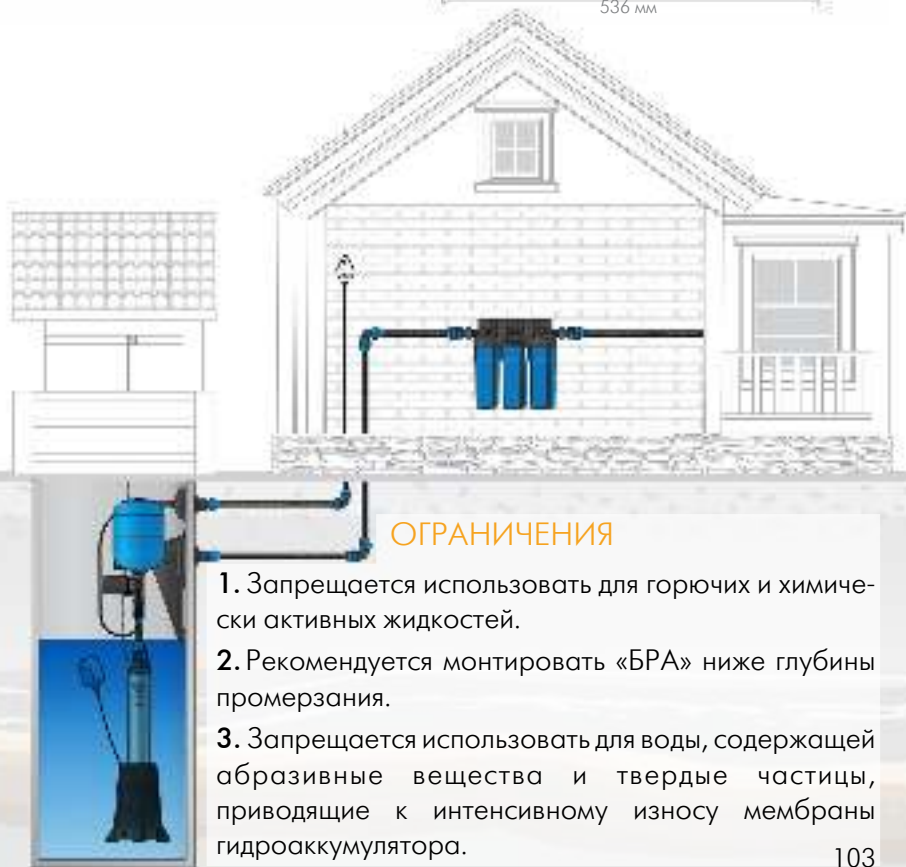 536 мм
ОГРАНИЧЕНИЯ
1. Запрещается использовать для горючих и химиче-
ски активных жидкостей.
2. Рекомендуется монтировать «БРА» ниже глубины
промерзания.
3. Запрещается использовать для воды, содержащей
абразивные вещества и твердые частицы,
приводящие к интенсивному износу мембраны
гидроаккумулятора.
103